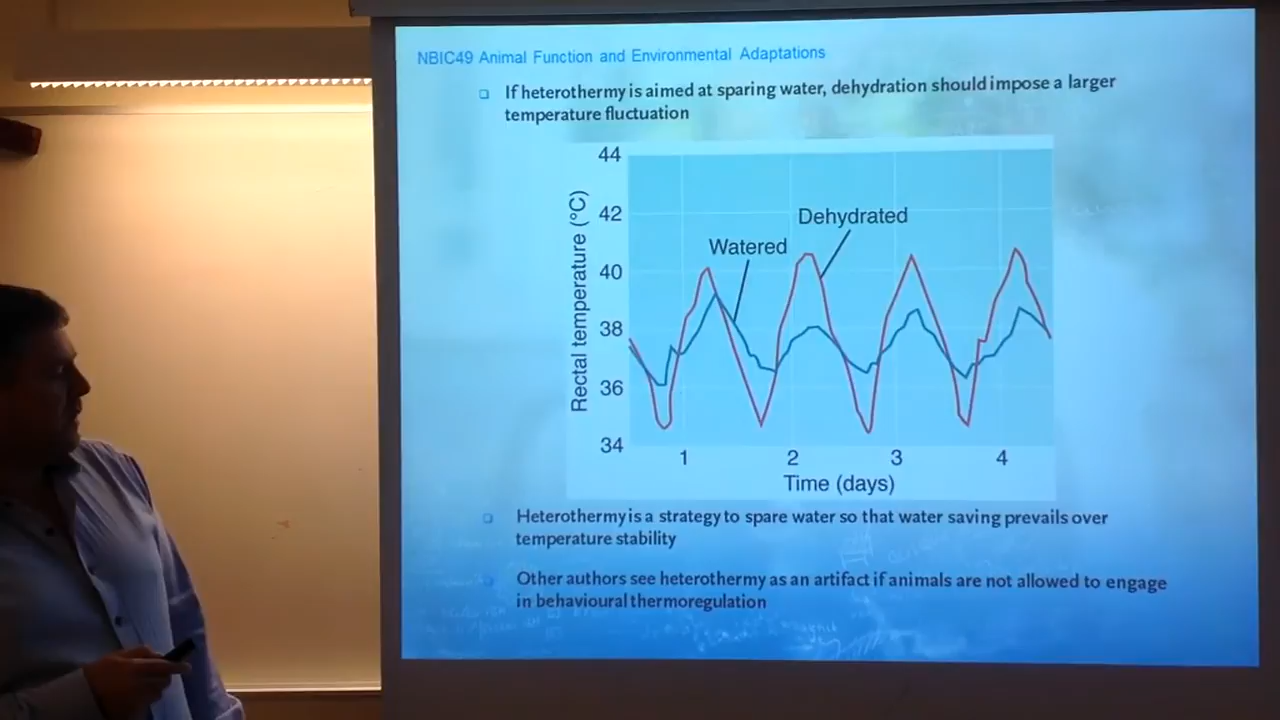 NBIC49 Animal Function and Environmental Adaptations
If heterothermy is aimed at sparing water, dehydration should impose a larger
temperature fluctuation
44
42
40
38
36
34
Rectal temperature (°C)
Dehydrated
Watered
1 2 3 4
Time (days)
Heterothermy is a strategy to spare water so that water saving prevails over
temperature stability
Other authors see heterothermy as an artifact if animals are not allowed to engage
in behavioural thermoregulation